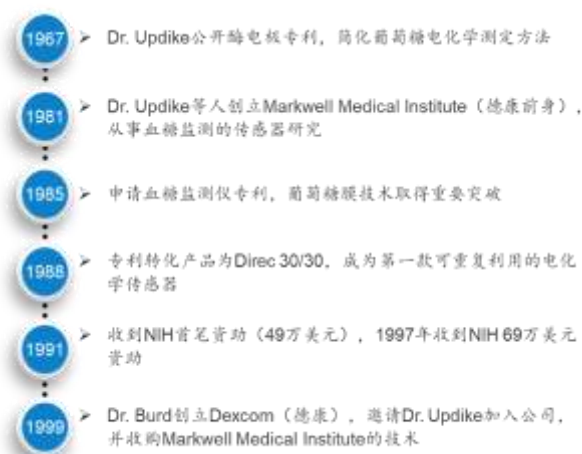 1967
➢ Dr. Updike公开酶电极专利，简化葡萄糖电化学测定方法
1981
➢ Dr. Updike等人创立Markwell Medical Institute（德康前身），
从事血糖监测的传感器研究
1985
➢ 申请血糖监测仪专利，葡萄糖膜技术取得重要突破
1988
➢ 专利转化产品为Direc 30/30，成为第一款可重复利用的电化
学传感器
1991
➢ 收到NIH首笔资助（49万美元），1997年收到NIH 69万美元
资助
1999
➢ Dr. Burd创立Dexcom（德康），邀请Dr. Updike加入公司，
并收购Markwell Medical Institute的技术